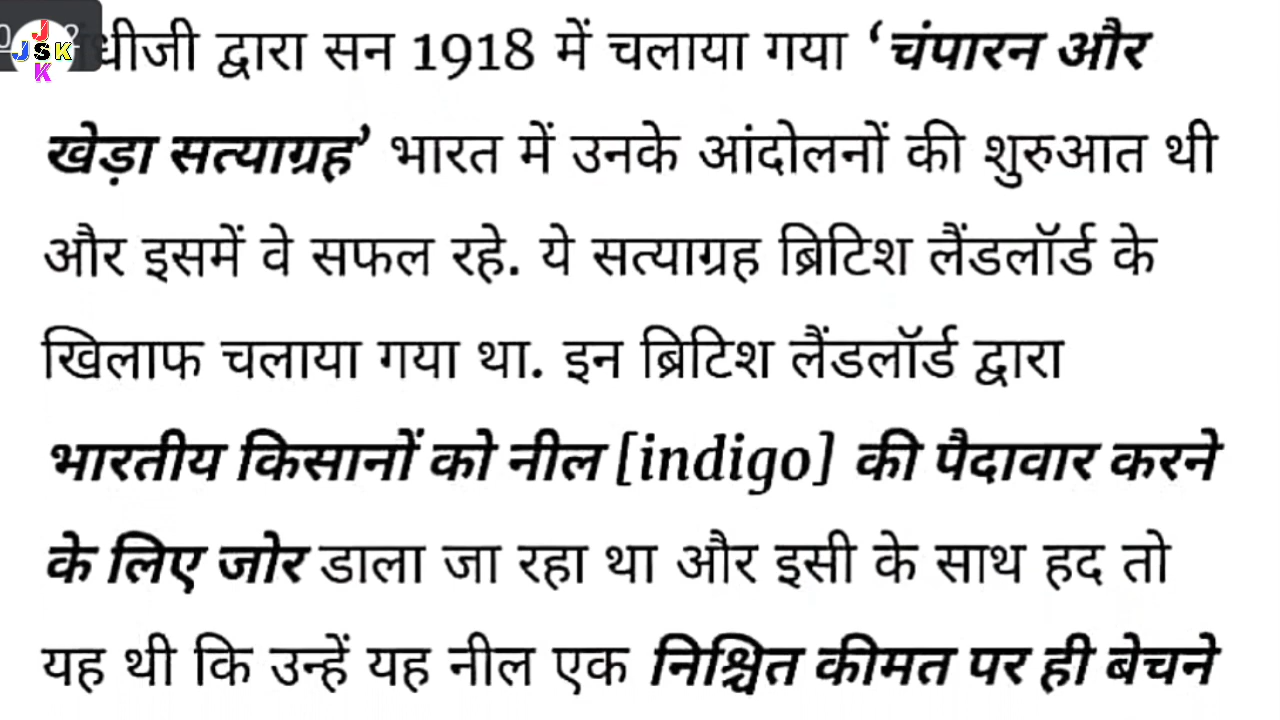 ंधीजी द्वारा सन 1918 में चलाया गया ‘चंपारन और
खेड़ा सत्याग्रह’ भारत में उनके आंदोलनों की शुरुआत थी
और इसमें वे सफल रहे. ये सत्याग्रह ब्रिटिश लैंडलॉर्ड के
खिलाफ चलाया गया था. इन ब्रिटिश लैंडलॉर्ड द्वारा
भारतीय किसानों को नील [indigo] की पैदावार करने
के लिए जोर डाला जा रहा था और इसी के साथ हद तो
यह थी कि उन्हें यह नील एक निश्चित कीमत पर ही बेचने
J
JSK
K